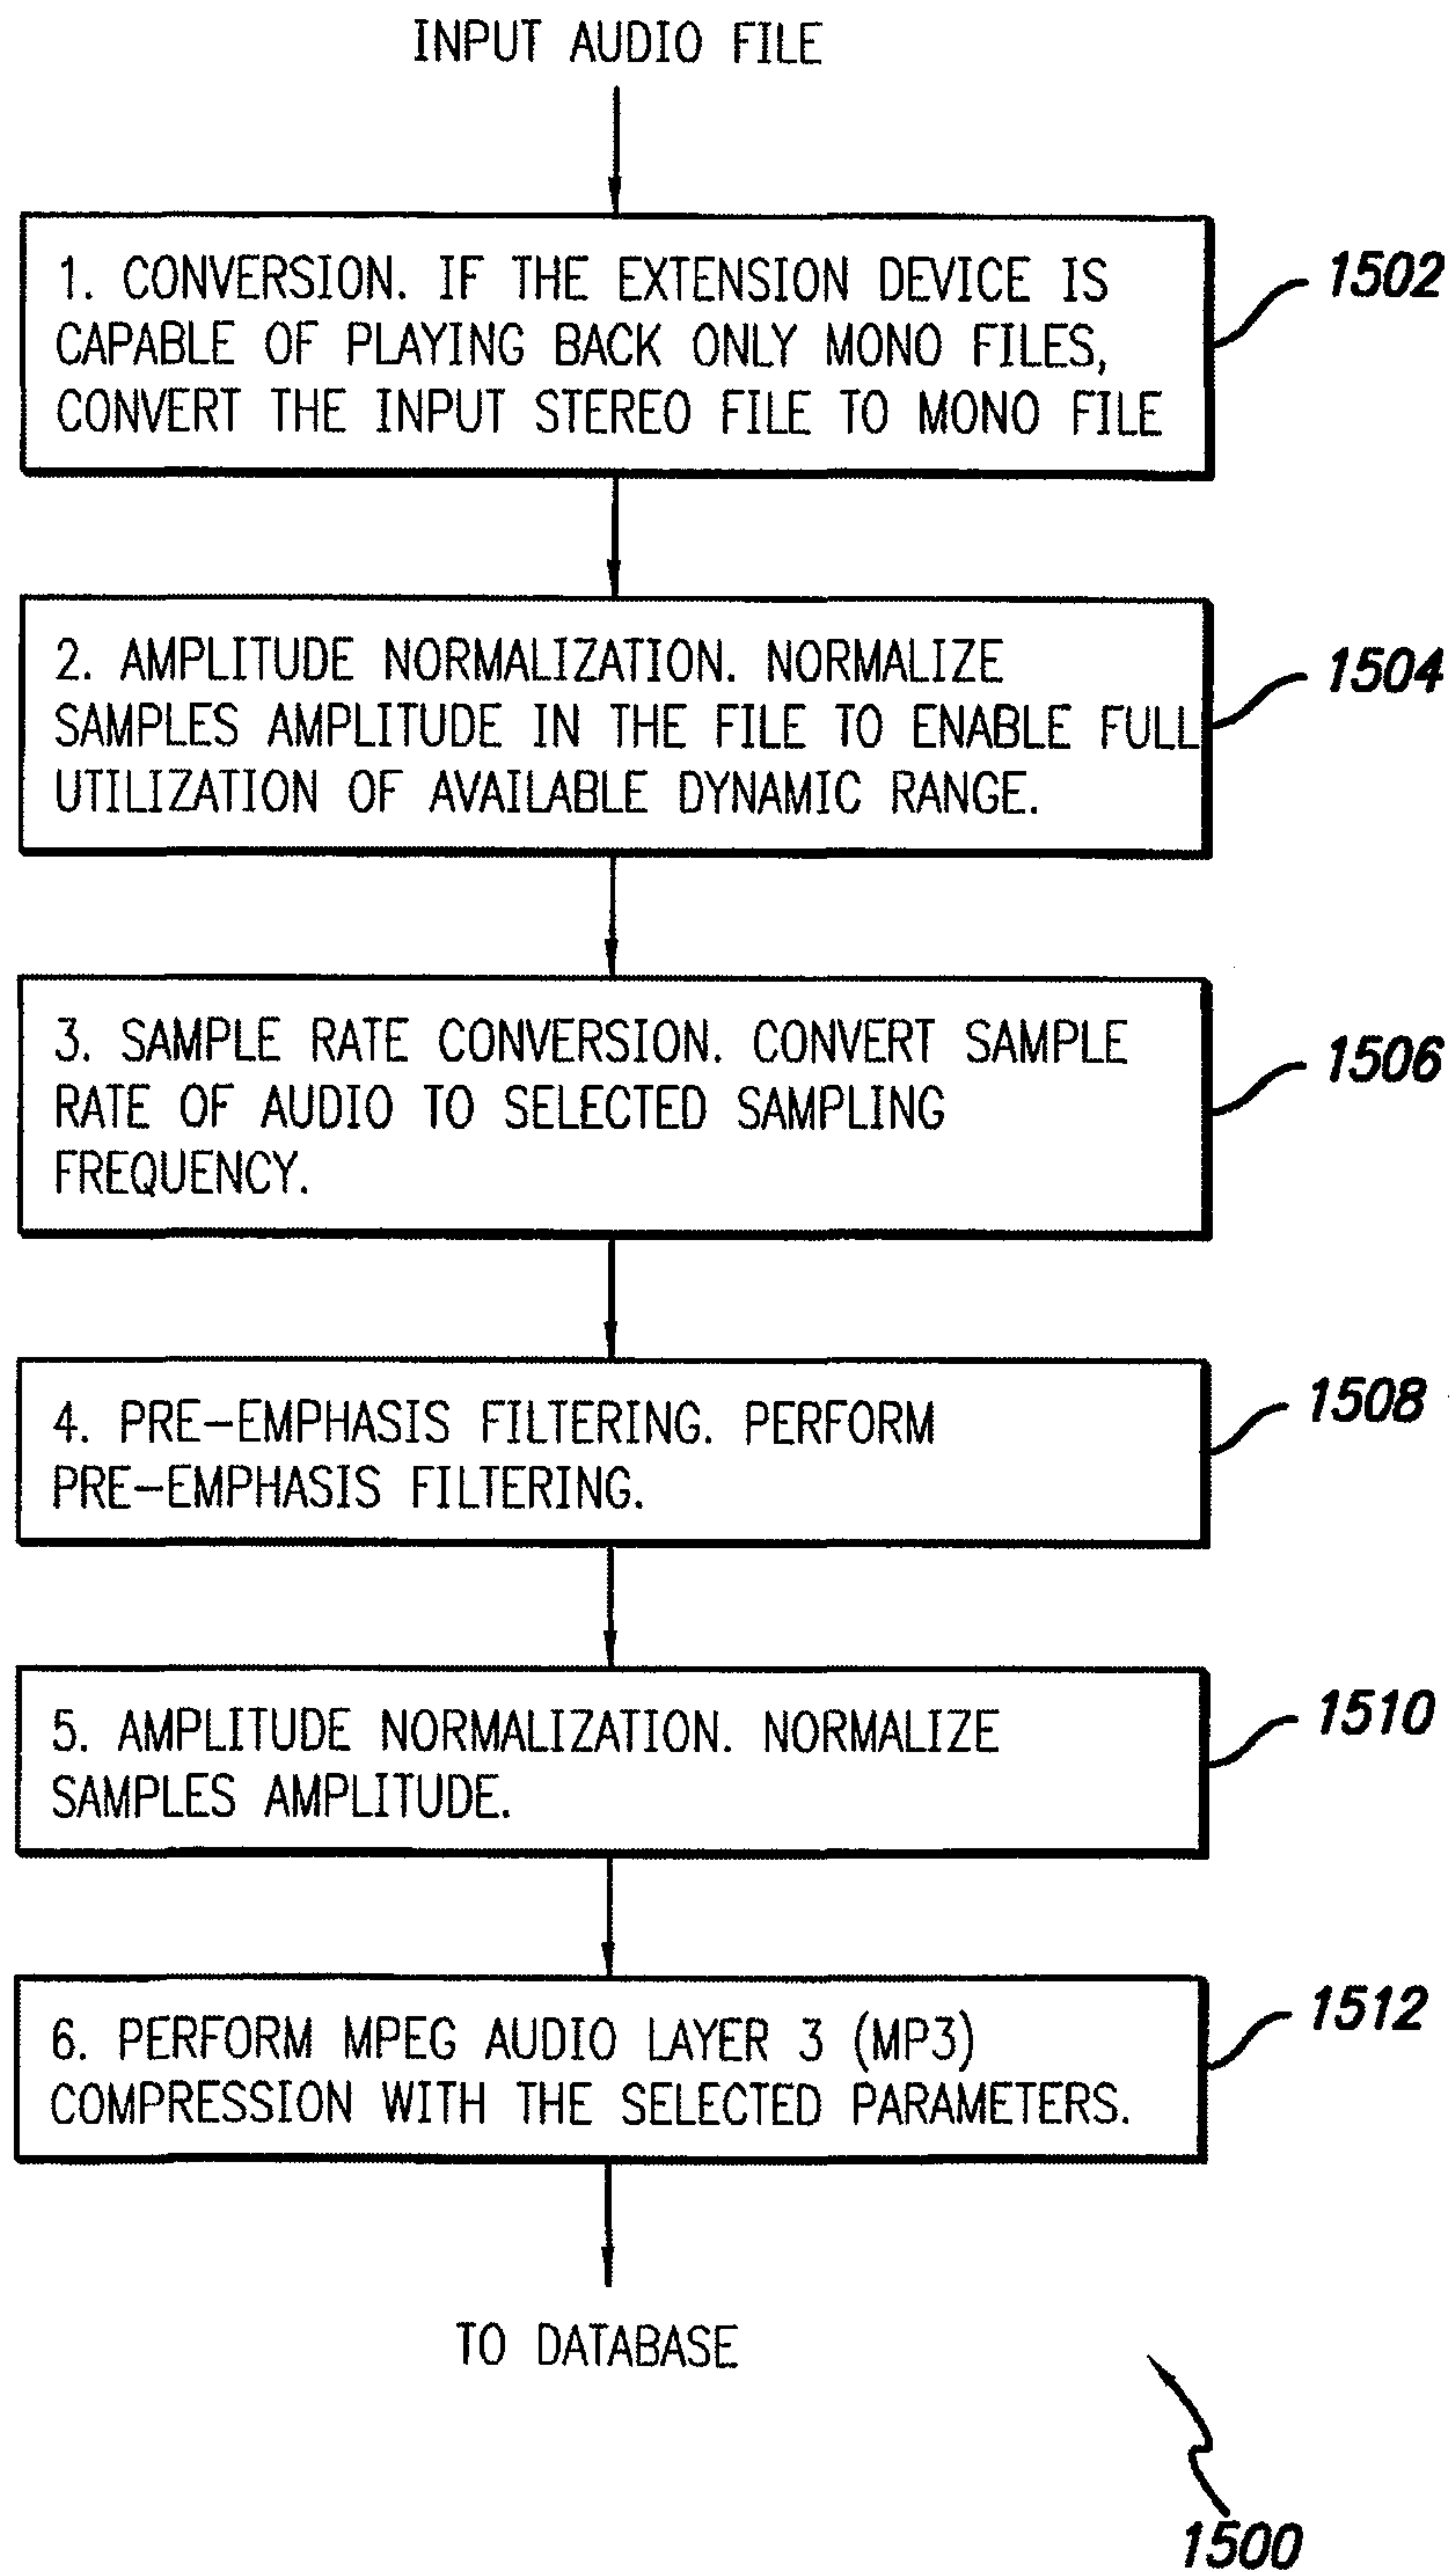 INPUT AUDIO FILE
1. CONVERSION. IF THE EXTENSION DEVICE IS
CAPABLE OF PLAYING BACK ONLY MONO FILES,
CONVERT THE INPUT STEREO FILE TO MONO FILE
1502
2. AMPLITUDE NORMALIZATION. NORMALIZE
SAMPLES AMPLITUDE IN THE FILE TO ENABLE FULL
UTILIZATION OF AVAILABLE DYNAMIC RANGE.
1504
3. SAMPLE RATE CONVERSION. CONVERT SAMPLE
RATE OF AUDIO TO SELECTED SAMPLING
FREQUENCY.
1506
4. PRE-EMPHASIS FILTERING. PERFORM
PRE-EMPHASIS FILTERING.
1508
5. AMPLITUDE NORMALIZATION. NORMALIZE
SAMPLES AMPLITUDE.
1510
6. PERFORM MPEG AUDIO LAYER 3 (MP3)
COMPRESSION WITH THE SELECTED PARAMETERS.
1512
TO DATABASE
1500